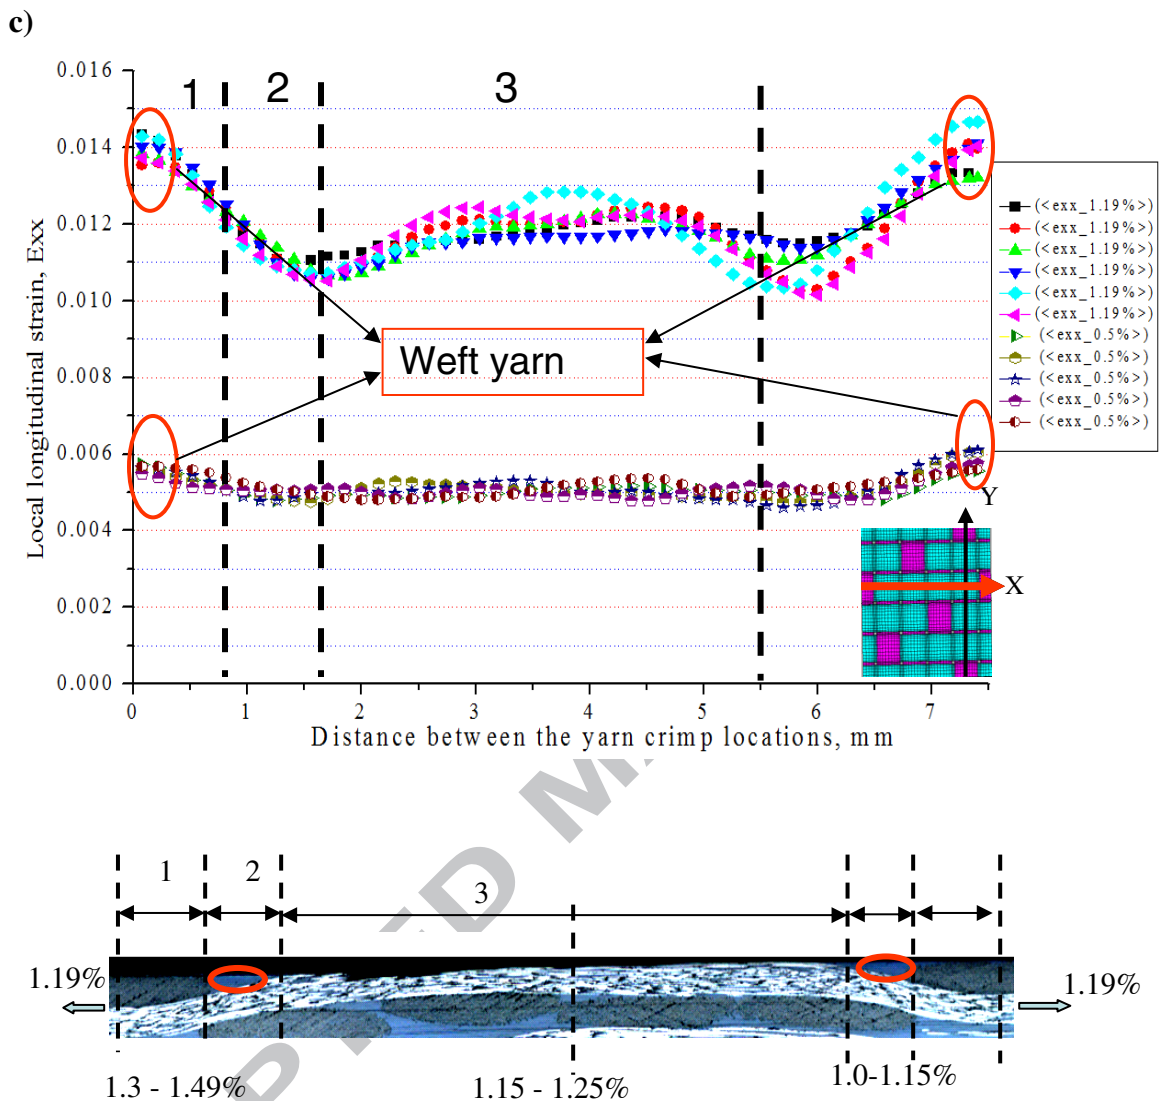 c)
1 2 3
0.016
0.014
0.012
0.010
0.008
0.006
0.004
0.002
0.000
Local longitudinal strain, Exx
Weft yarn
(<exx_1.19%>)
(<exx_1.19%>)
(<exx_1.19%>)
(<exx_1.19%>)
(<exx_1.19%>)
(<exx_1.19%>)
(<exx_0.5%>)
(<exx_0.5%>)
(<exx_0.5%>)
(<exx_0.5%>)
(<exx_0.5%>)
Y
X
0 1 2 3 4 5 6 7
Distance between the yarn crimp locations, mm
1 2 3
1.19%
1.19%
1.3 - 1.49%
1.15 - 1.25%
1.0-1.15%